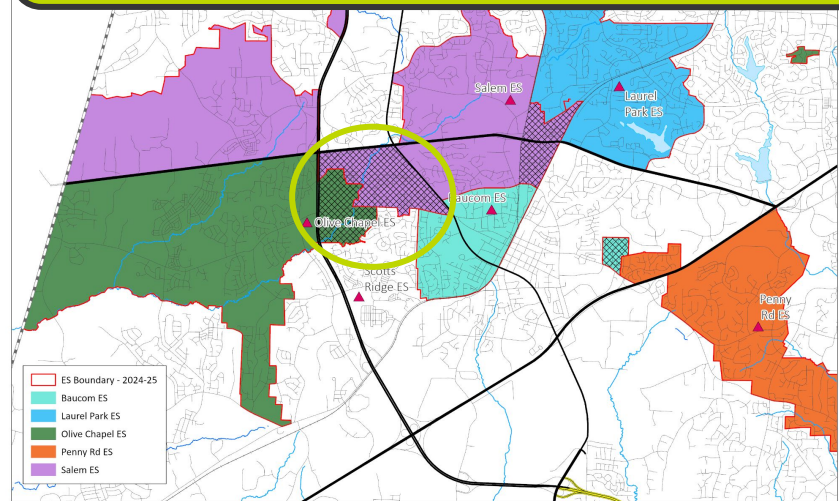 Salem ES
Laurel
Park ES
Baucom ES
Olive Chapel ES
Scotts
Ridge ES
Penny
Rd ES
ES Boundary - 2024-25
Baucom ES
Laurel Park ES
Olive Chapel ES
Penny Rd ES
Salem ES